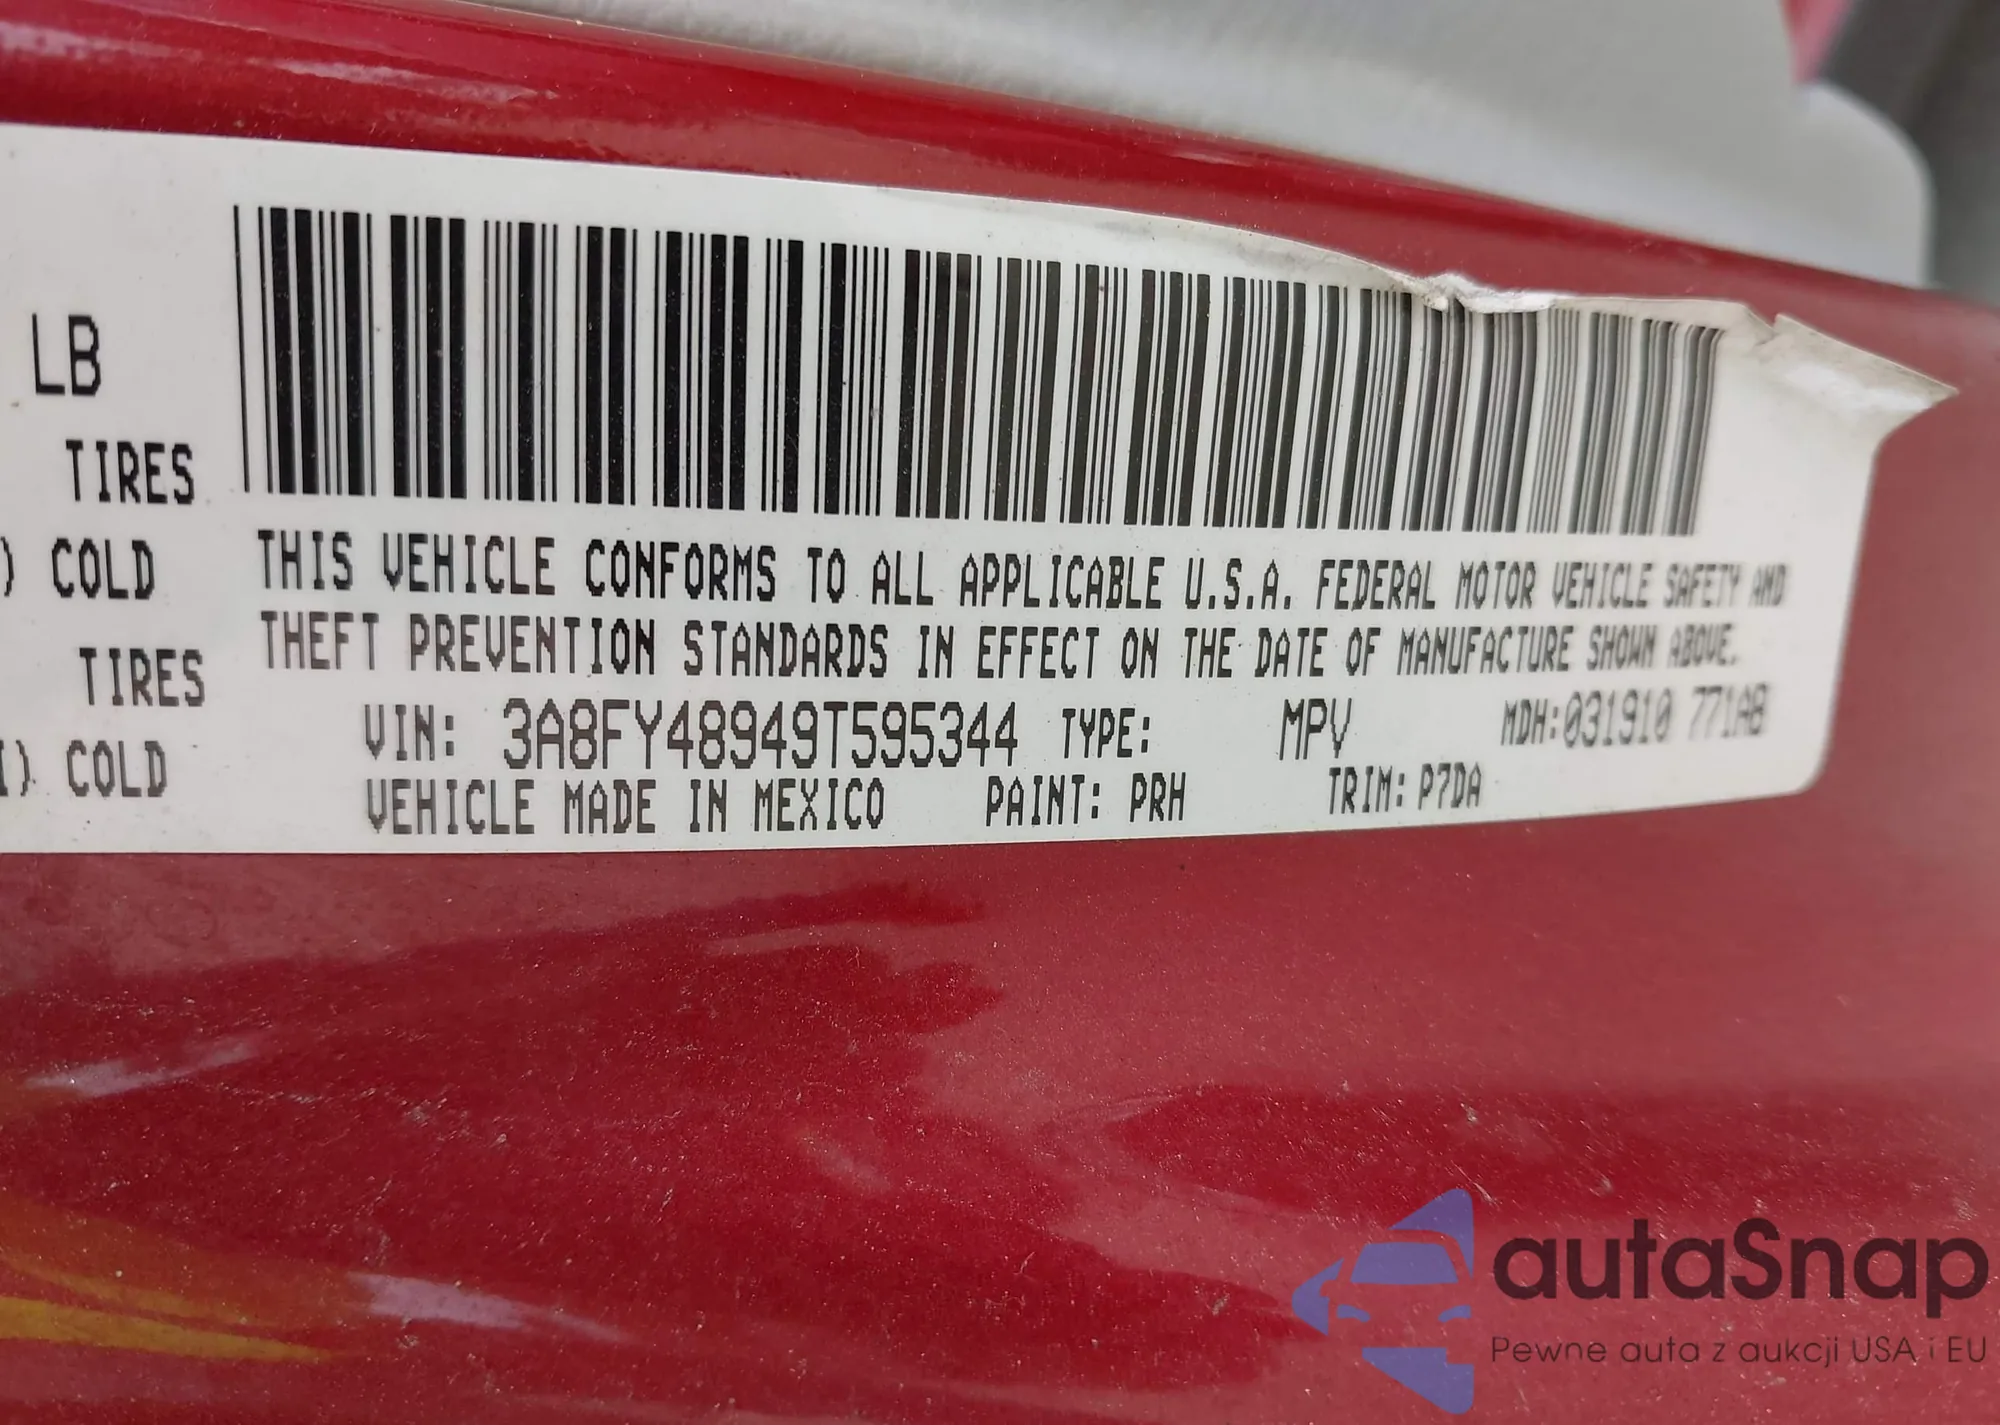 LB
TIRES
) COLD
TIRES
I) COLD
THIS VEHICLE CONFORMS TO ALL APPLICABLE U.S.A. FEDERAL MOTOR VEHICLE SAFETY AND
THEFT PREVENTION STANDARDS IN EFFECT ON THE DATE OF MANUFACTURE SHOWN ABOVE.
VIN: 3A8FY48949T595344 TYPE: MPV MDH:031910 771AB
VEHICLE MADE IN MEXICO PAINT: PRH TRIM: P7DA
autaSnap
Pewne auta z aukcji USA i EU